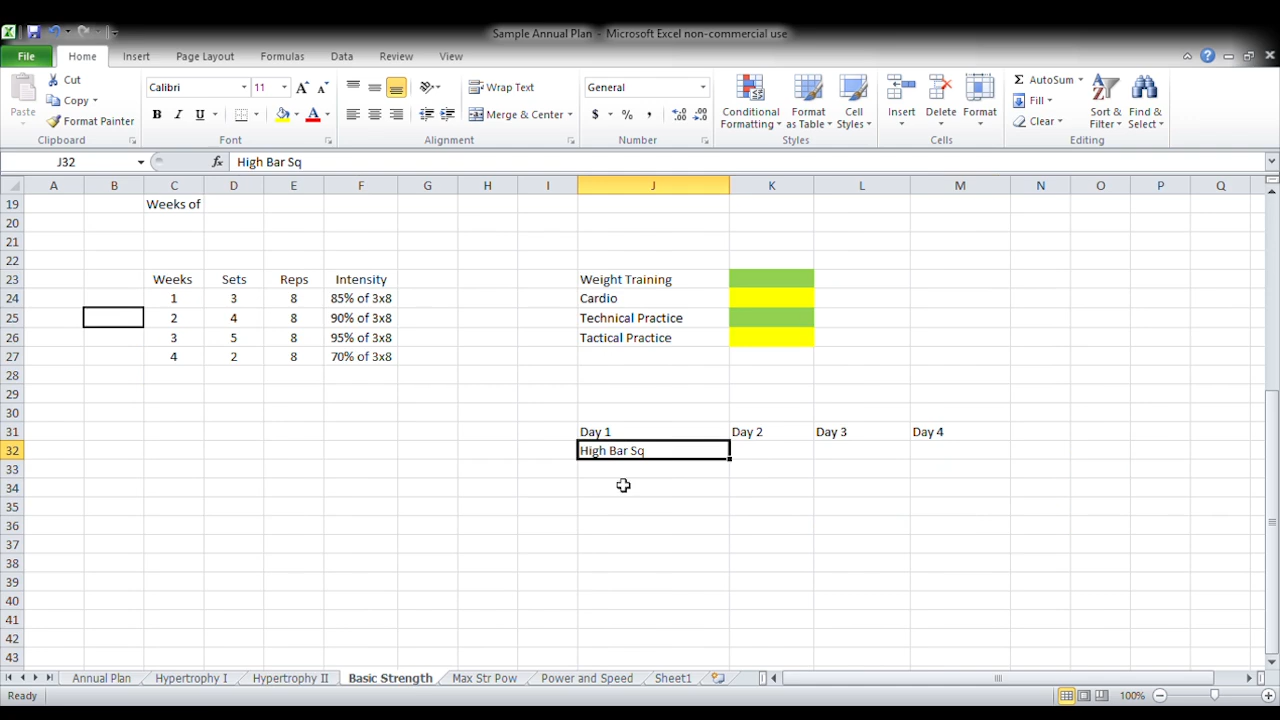 Sample Annual Plan - Microsoft Excel non-commercial use
File Home Insert Page Layout Formulas Data Review View
Paste Cut Copy Format Painter
Calibri 11
B I U A
Wrap Text
Merge & Center
General
$ % ,
Conditional Formatting Format as Table Cell Styles
Insert Delete Format
AutoSum Fill Clear
Sort & Filter Find & Select
Clipboard Font Alignment Number Styles Cells Editing
J32 fx High Bar Sq
A B C D E F G H I J K L M N O P Q
19 Weeks of
20
21
22
23 Weeks Sets Reps Intensity Weight Training
24 1 3 8 85% of 3x8 Cardio
25 2 4 8 90% of 3x8 Technical Practice
26 3 5 8 95% of 3x8 Tactical Practice
27 4 2 8 70% of 3x8
28
29
30
31 Day 1 Day 2 Day 3 Day 4
32 High Bar Sq
33
34
35
36
37
38
39
40
41
42
43
Annual Plan Hypertrophy I Hypertrophy II Basic Strength Max Str Pow Power and Speed Sheet1
Ready 100%